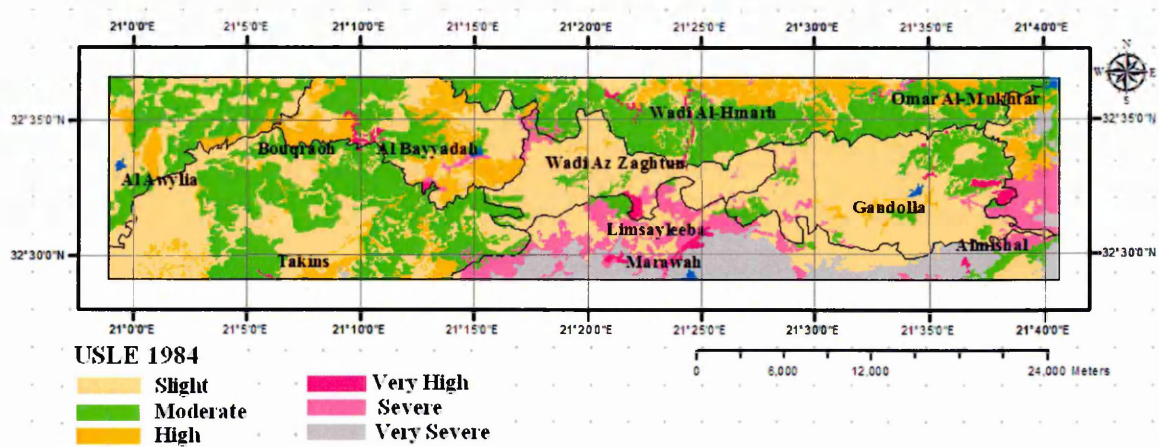 21°0'0"E 21°5'0"E 21°10'0"E 21°15'0"E 21°20'0"E 21°25'0"E 21°30'0"E 21°35'0"E 21°40'0"E
N
W E
S
Omar Al-Mukhtar
32°35'0"N 32°35'0"N
Wadi Al-Hmarh
Bouqraoh Al Bayyadah
Wadi Az Zaghtun
Al Awylia
Gandolla
Limsayleeba
Almishal
32°30'0"N 32°30'0"N
Takins Marawah
21°0'0"E 21°5'0"E 21°10'0"E 21°15'0"E 21°20'0"E 21°25'0"E 21°30'0"E 21°35'0"E 21°40'0"E
USLE 1984
0 6,000 12,000 24,000 Meters
Slight Very High
Moderate Severe
High Very Severe